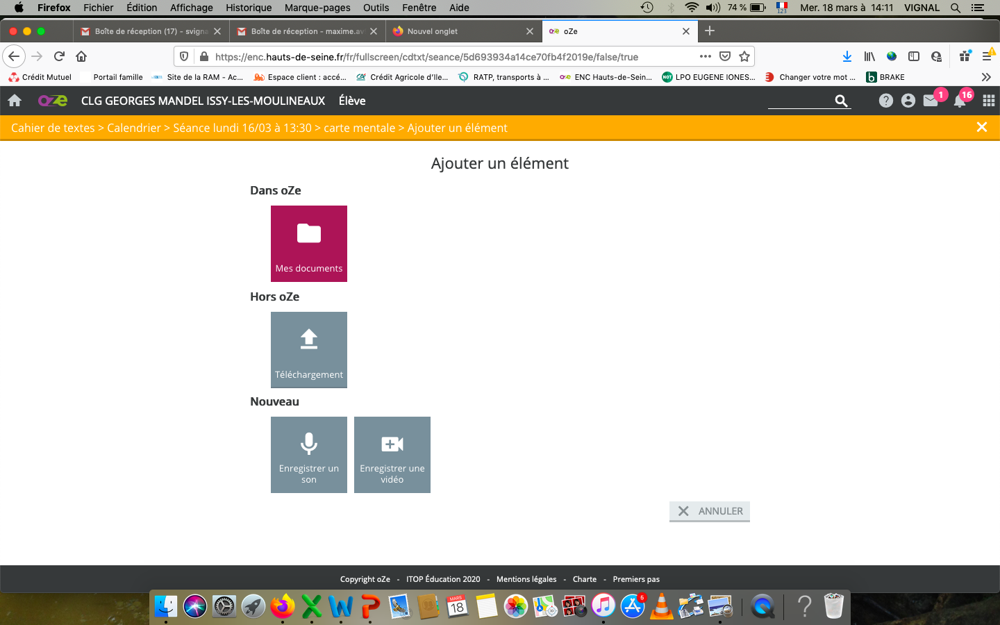 Firefox Fichier Édition Affichage Historique Marque-pages Outils Fenêtre Aide 74 % 123 Mer. 18 mars à 14:11 VIGNAL
Boîte de réception (17) - svigna Boîte de réception - maxime.av Nouvel onglet oZe
https://enc.hauts-de-seine.fr/fr/fullscreen/cdtxt/seance/5d693934a14ce70fb4f2019e/false/true
Crédit Mutuel Portail famille Site de la RAM - Ac... Espace client : accé... Crédit Agricole d'Ile... RATP, transports à ... ENC Hauts-de-Sein... LPO EUGENE IONES... Changer votre mot ... BRAKE
oZe CLG GEORGES MANDEL ISSY-LES-MOULINEAUX Élève 1 16
Cahier de textes > Calendrier > Séance lundi 16/03 à 13:30 > carte mentale > Ajouter un élément
Ajouter un élément
Dans oZe
Mes documents
Hors oZe
Téléchargement
Nouveau
Enregistrer un son
Enregistrer une vidéo
ANNULER
Copyright oZe - ITOP Éducation 2020 - Mentions légales - Charte - Premiers pas
MARS
18
6